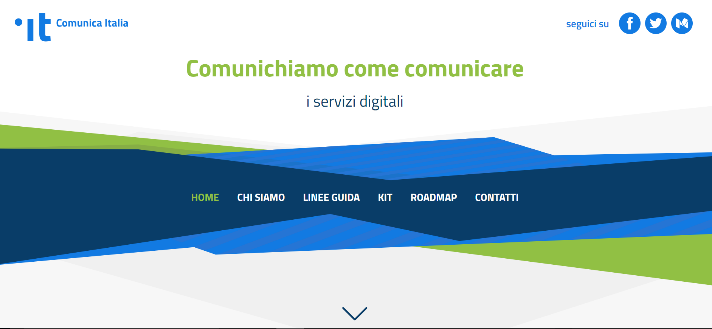 .it Comunica Italia
seguici su
Comunichiamo come comunicare
i servizi digitali
HOME CHI SIAMO LINEE GUIDA KIT ROADMAP CONTATTI